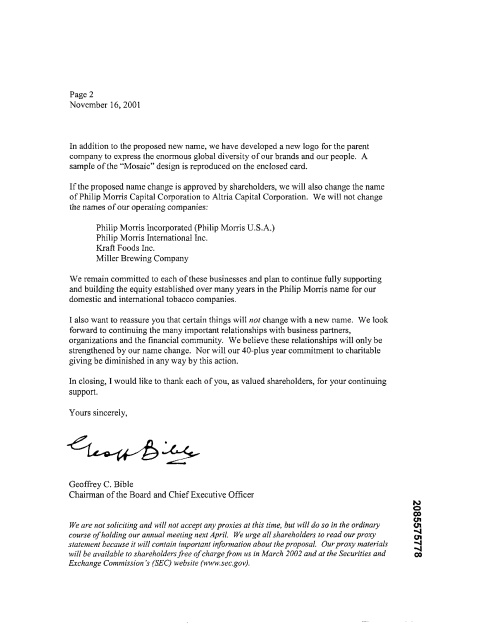 Page 2
November 16, 2001
In addition to the proposed new name, we have developed a new logo for the parent
company to express the enormous global diversity of our brands and our people. A
sample of the "Mosaic" design is reproduced on the enclosed card.
If the proposed name change is approved by shareholders, we will also change the name
of Philip Morris Capital Corporation to Altria Capital Corporation. We will not change
the names of our operating companies:
Philip Morris Incorporated (Philip Morris U.S.A.)
Philip Morris International Inc.
Kraft Foods Inc.
Miller Brewing Company
We remain committed to each of these businesses and plan to continue fully supporting
and building the equity established over many years in the Philip Morris name for our
domestic and international tobacco companies.
I also want to reassure you that certain things will not change with a new name. We look
forward to continuing the many important relationships with business partners,
organizations and the financial community. We believe these relationships will only be
strengthened by our name change. Nor will our 40-plus year commitment to charitable
giving be diminished in any way by this action.
In closing, I would like to thank each of you, as valued shareholders, for your continuing
support.
Yours sincerely,
Geoff Bible
Geoffrey C. Bible
Chairman of the Board and Chief Executive Officer
We are not soliciting and will not accept any proxies at this time, but will do so in the ordinary
course of holding our annual meeting next April. We urge all shareholders to read our proxy
statement because it will contain important information about the proposal. Our proxy materials
will be available to shareholders free of charge from us in March 2002 and at the Securities and
Exchange Commission's (SEC) website (www.sec.gov).
2085575778